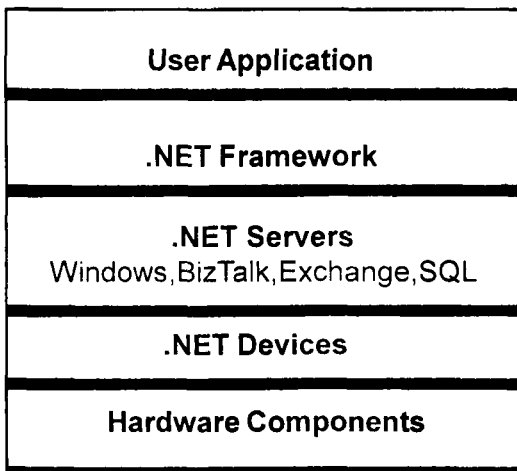 User Application
.NET Framework
.NET Servers
Windows,BizTalk,Exchange,SQL
.NET Devices
Hardware Components